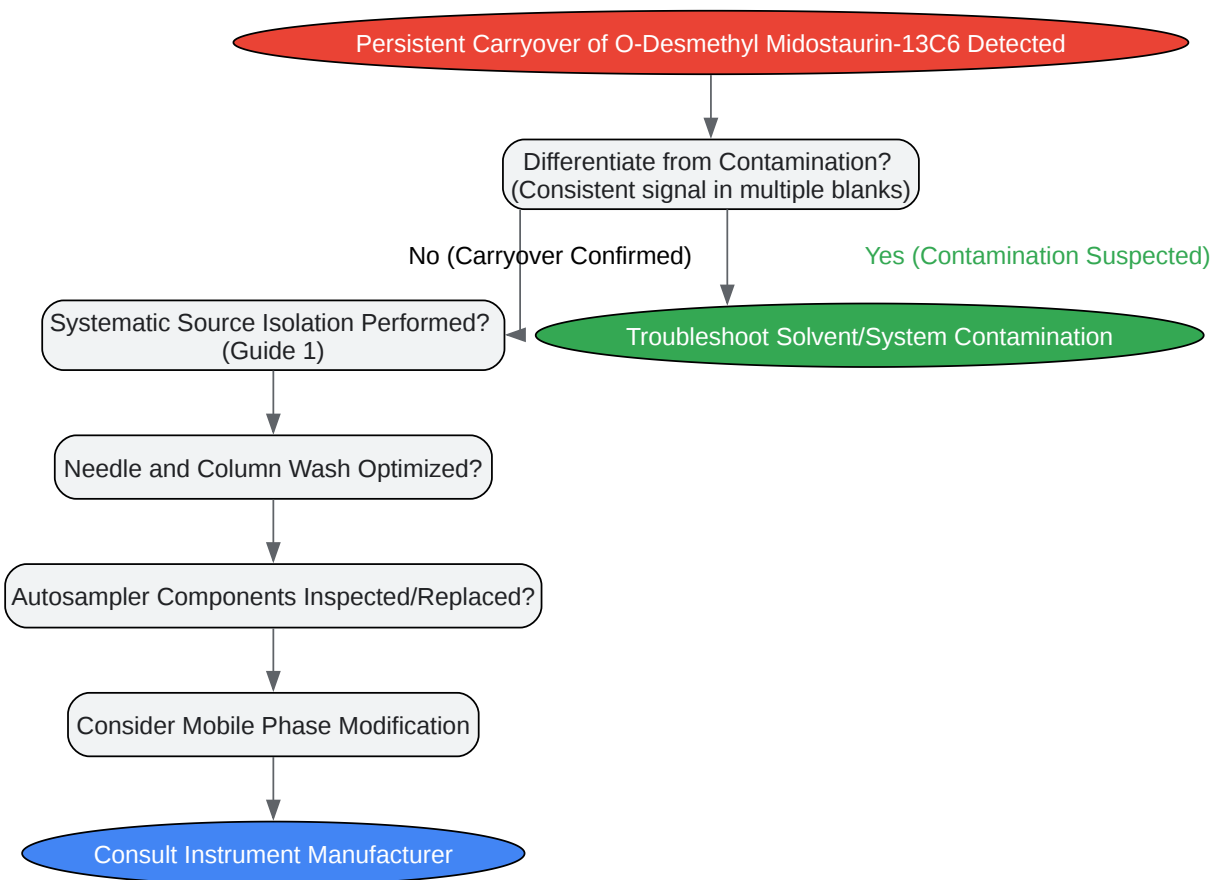 Persistent Carryover of O-Desmethyl Midostaurin-13C6 Detected
Differentiate from Contamination?
(Consistent signal in multiple blanks)
No (Carryover Confirmed)
Yes (Contamination Suspected)
Systematic Source Isolation Performed?
(Guide 1)
Troubleshoot Solvent/System Contamination
Needle and Column Wash Optimized?
Autosampler Components Inspected/Replaced?
Consider Mobile Phase Modification
Consult Instrument Manufacturer